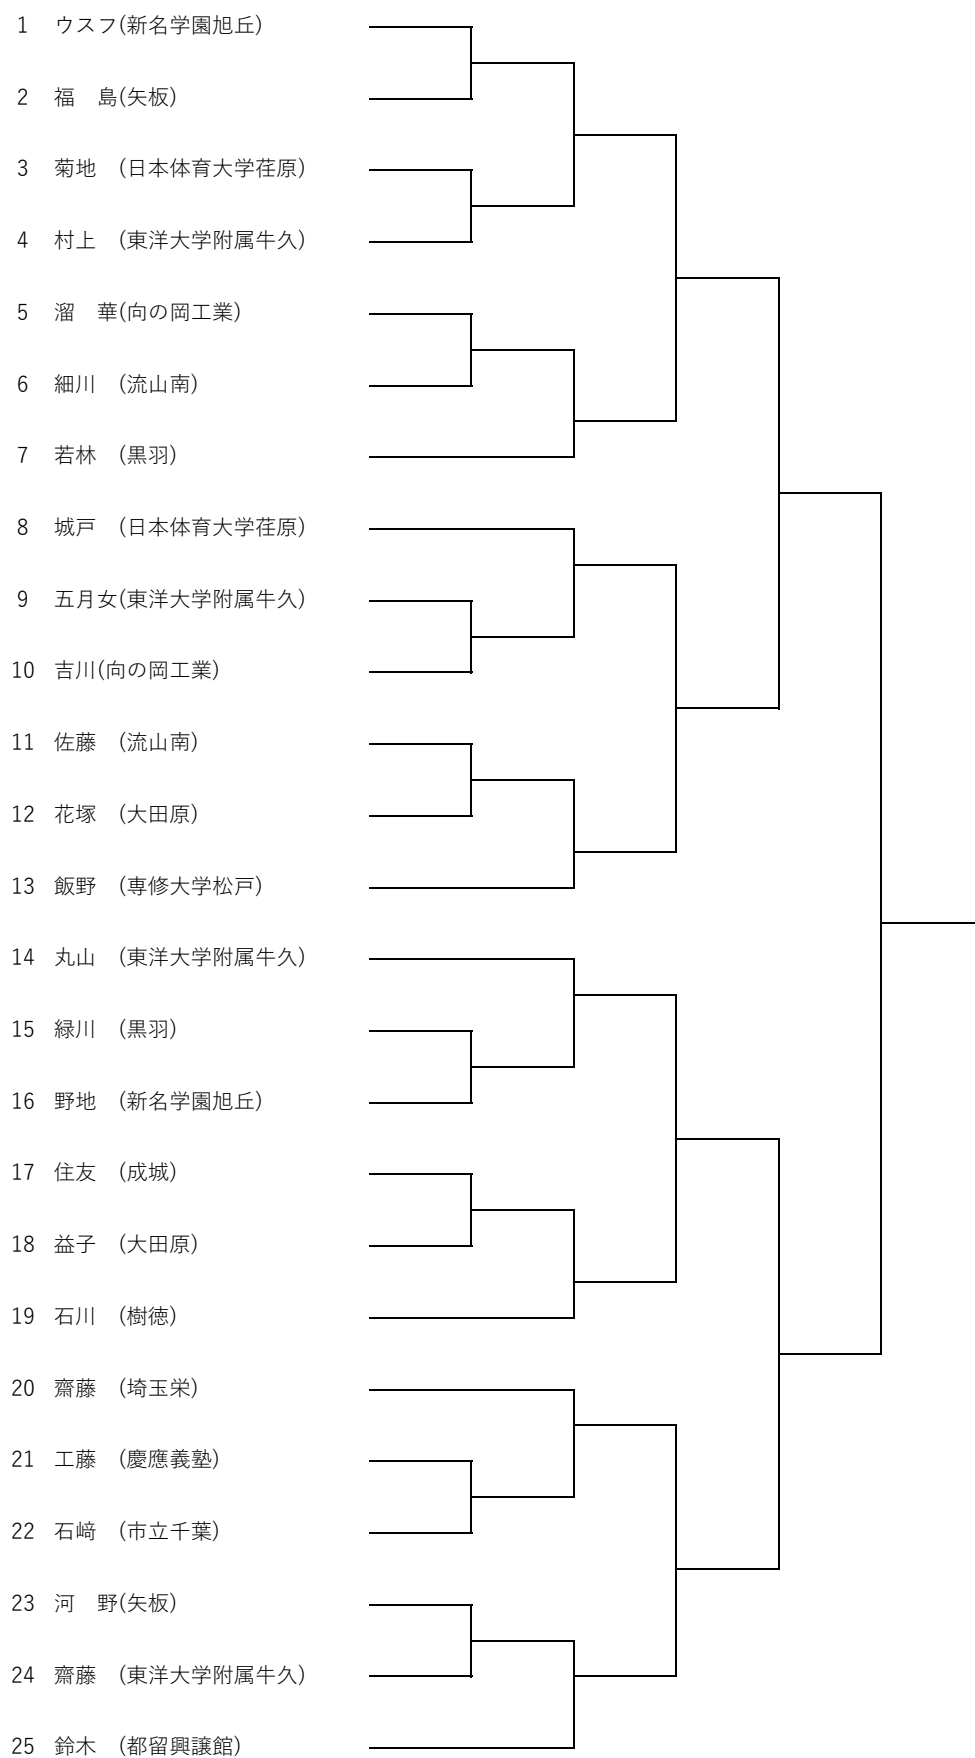 1 ウスフ(新名学園旭丘)
2 福　島(矢板)
3 菊地　(日本体育大学荏原)
4 村上　(東洋大学附属牛久)
5 溜　華(向の岡工業)
6 細川　(流山南)
7 若林　(黒羽)
8 城戸　(日本体育大学荏原)
9 五月女(東洋大学附属牛久)
10 吉川(向の岡工業)
11 佐藤　(流山南)
12 花塚　(大田原)
13 飯野　(専修大学松戸)
14 丸山　(東洋大学附属牛久)
15 緑川　(黒羽)
16 野地　(新名学園旭丘)
17 住友　(成城)
18 益子　(大田原)
19 石川　(樹徳)
20 齋藤　(埼玉栄)
21 工藤　(慶應義塾)
22 石﨑　(市立千葉)
23 河　野(矢板)
24 齋藤　(東洋大学附属牛久)
25 鈴木　(都留興譲館)